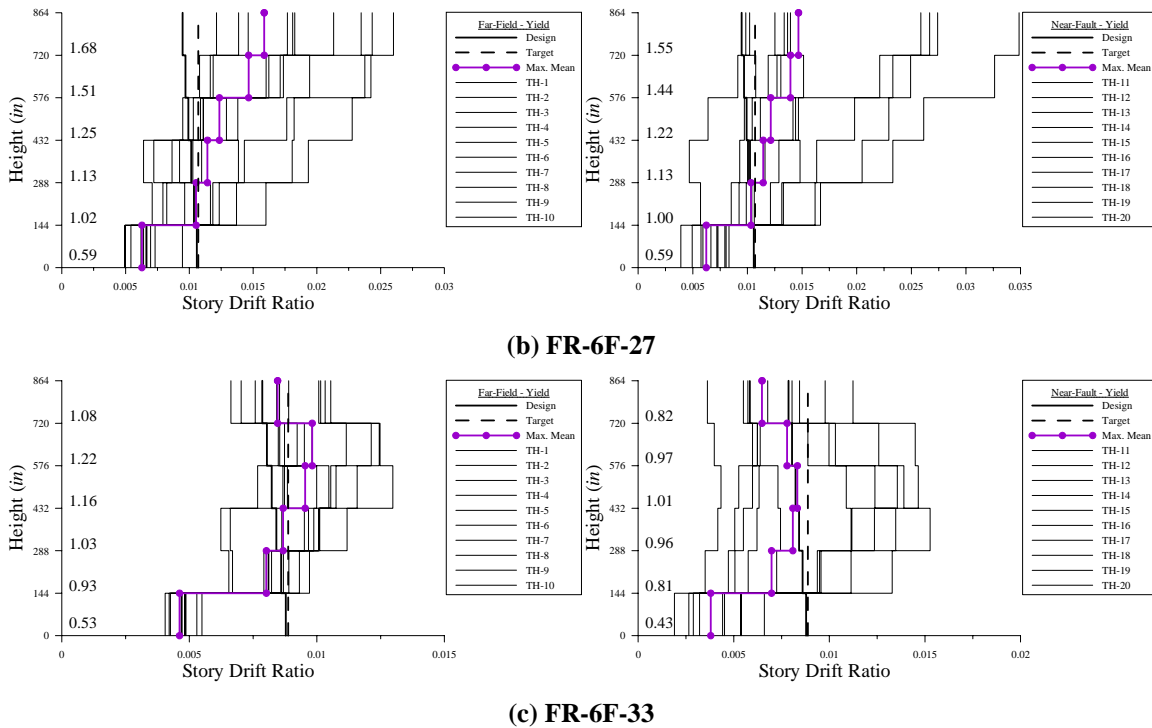 864
720
576
432
288
144
0
Height (in)
1.68
1.51
1.25
1.13
1.02
0.59
0
0.005
0.01
0.015
0.02
0.025
0.03
Story Drift Ratio
Far-Field - Yield
Design
Target
Max. Mean
TH-1
TH-2
TH-3
TH-4
TH-5
TH-6
TH-7
TH-8
TH-9
TH-10
864
720
576
432
288
144
0
Height (in)
1.55
1.44
1.22
1.13
1.00
0.59
0
0.005
0.01
0.015
0.02
0.025
0.03
0.035
Story Drift Ratio
Near-Fault - Yield
Design
Target
Max. Mean
TH-11
TH-12
TH-13
TH-14
TH-15
TH-16
TH-17
TH-18
TH-19
TH-20
(b) FR-6F-27
864
720
576
432
288
144
0
Height (in)
1.08
1.22
1.16
1.03
0.93
0.53
0
0.005
0.01
0.015
Story Drift Ratio
Far-Field - Yield
Design
Target
Max. Mean
TH-1
TH-2
TH-3
TH-4
TH-5
TH-6
TH-7
TH-8
TH-9
TH-10
864
720
576
432
288
144
0
Height (in)
0.82
0.97
1.01
0.96
0.81
0.43
0
0.005
0.01
0.015
0.02
Story Drift Ratio
Near-Fault - Yield
Design
Target
Max. Mean
TH-11
TH-12
TH-13
TH-14
TH-15
TH-16
TH-17
TH-18
TH-19
TH-20
(c) FR-6F-33